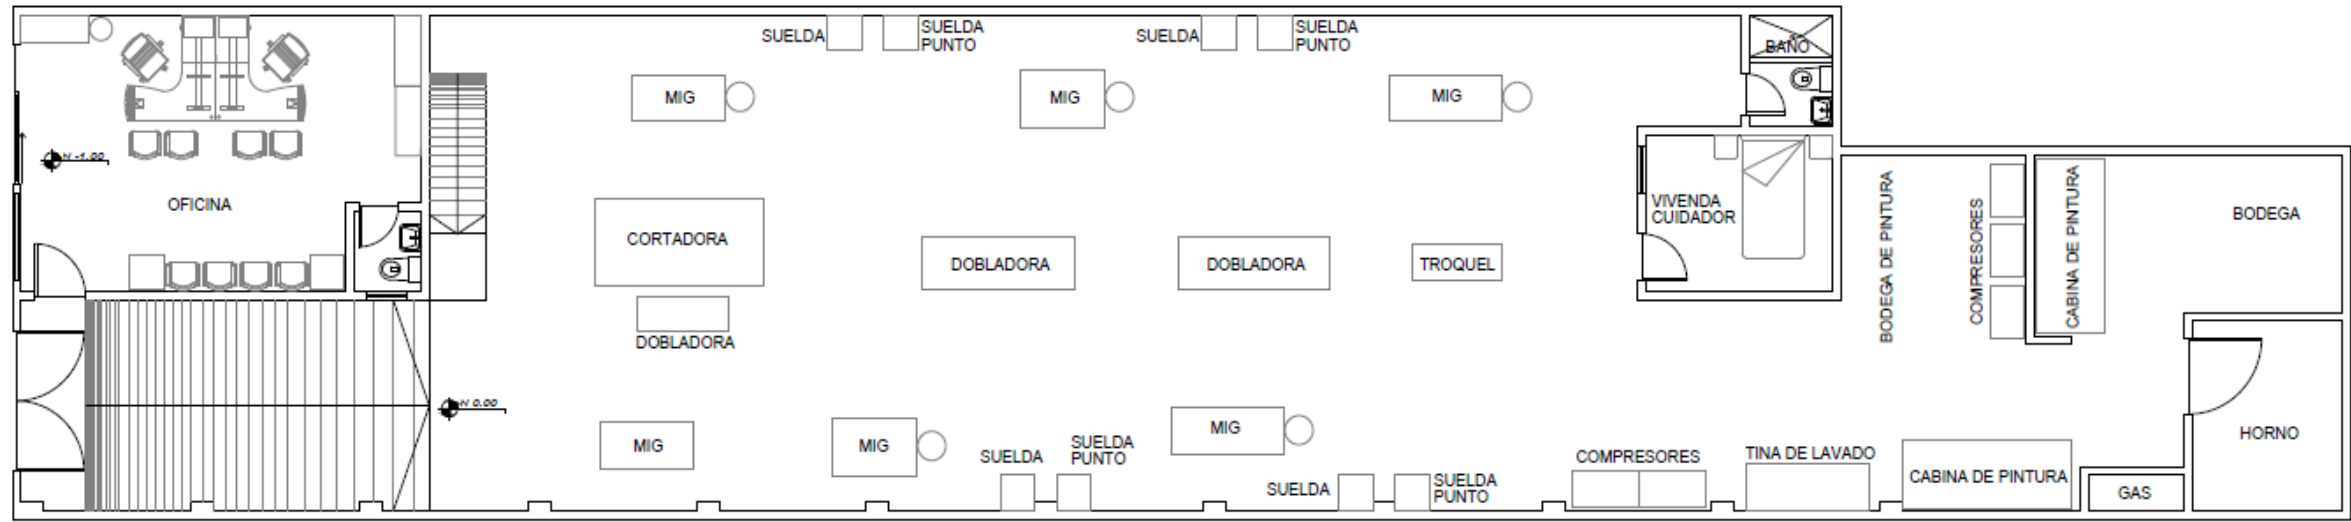 SUELDA
SUELDA
PUNTO
SUELDA
SUELDA
PUNTO
BAÑO
MIG
MIG
MIG
N -1.00
OFICINA
VIVENDA
CUIDADOR
BODEGA DE PINTURA
COMPRESORES
CABINA DE PINTURA
BODEGA
CORTADORA
DOBLADORA
DOBLADORA
TROQUEL
DOBLADORA
N 0.00
MIG
MIG
MIG
SUELDA
SUELDA
PUNTO
SUELDA
SUELDA
PUNTO
COMPRESORES
TINA DE LAVADO
CABINA DE PINTURA
GAS
HORNO